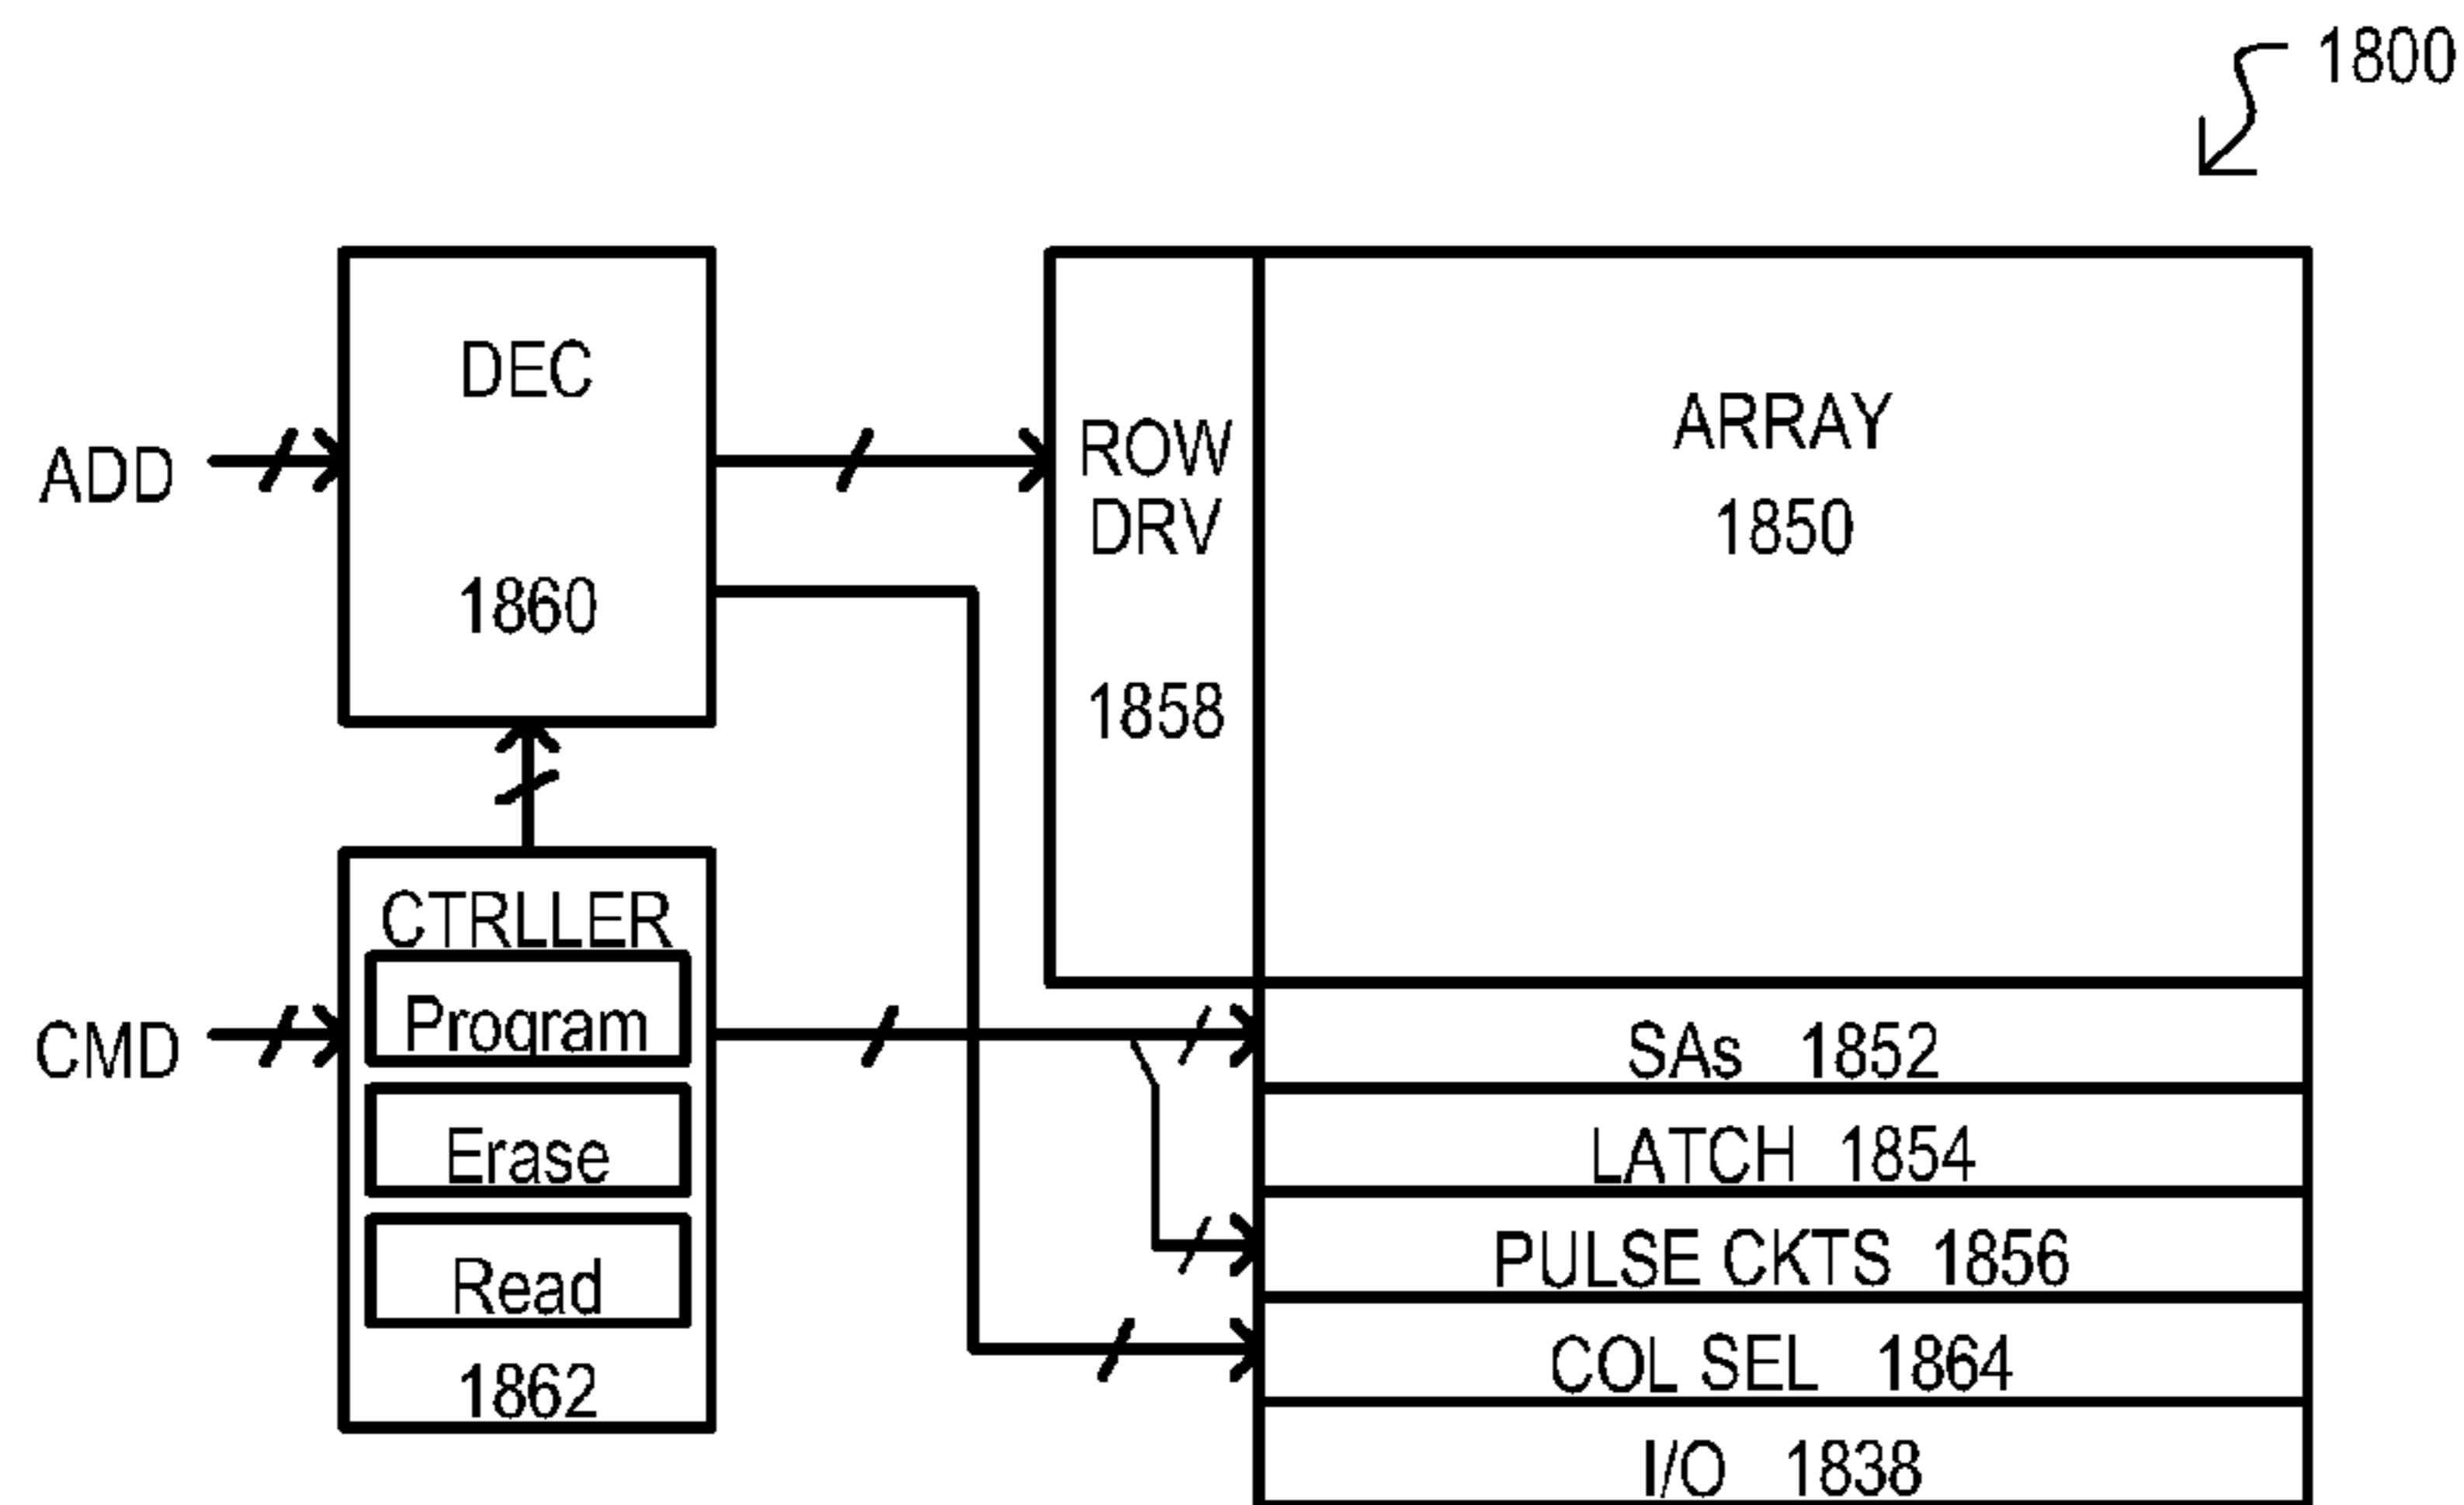 1800
DEC
1860
ADD
ROW
DRV
1858
ARRAY
1850
CTRLLER
Program
Erase
Read
1862
CMD
SAs 1852
LATCH 1854
PULSE CKTS 1856
COL SEL 1864
I/O 1838